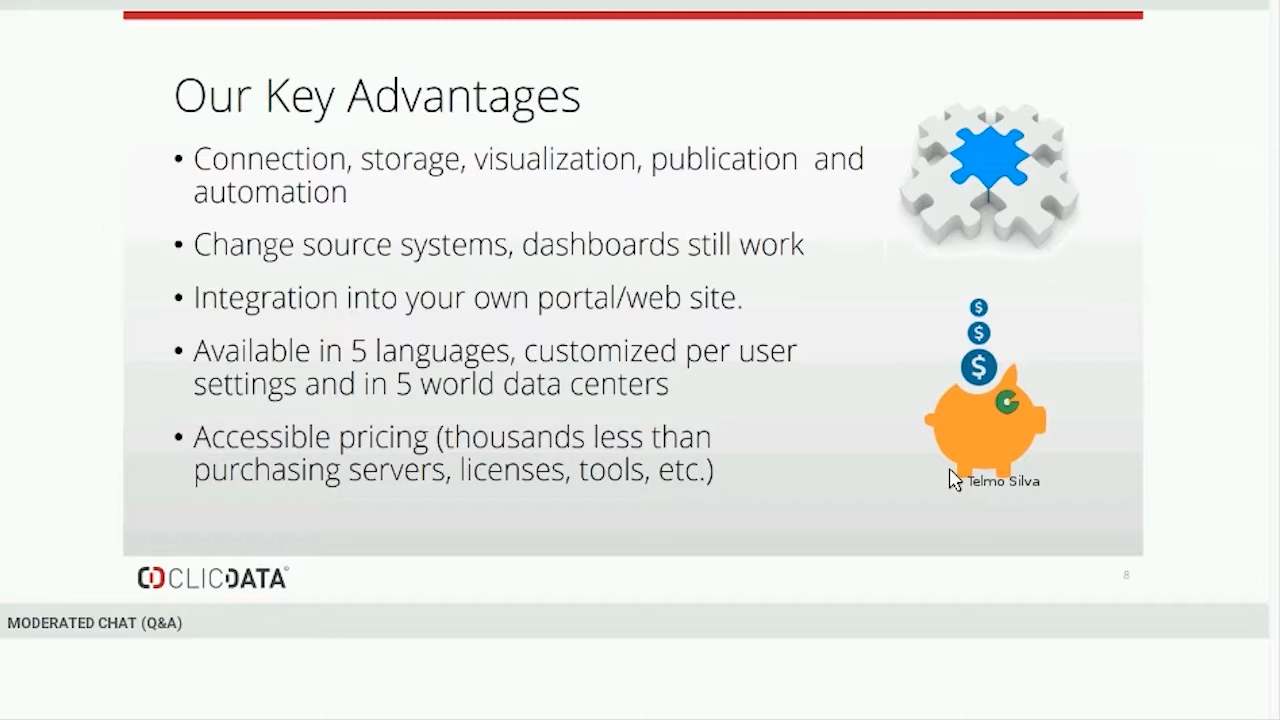 Our Key Advantages
• Connection, storage, visualization, publication and
automation
• Change source systems, dashboards still work
• Integration into your own portal/web site.
• Available in 5 languages, customized per user
settings and in 5 world data centers
• Accessible pricing (thousands less than
purchasing servers, licenses, tools, etc.)
$
$
$
Telmo Silva
CLICDATA©
8
MODERATED CHAT (Q&A)